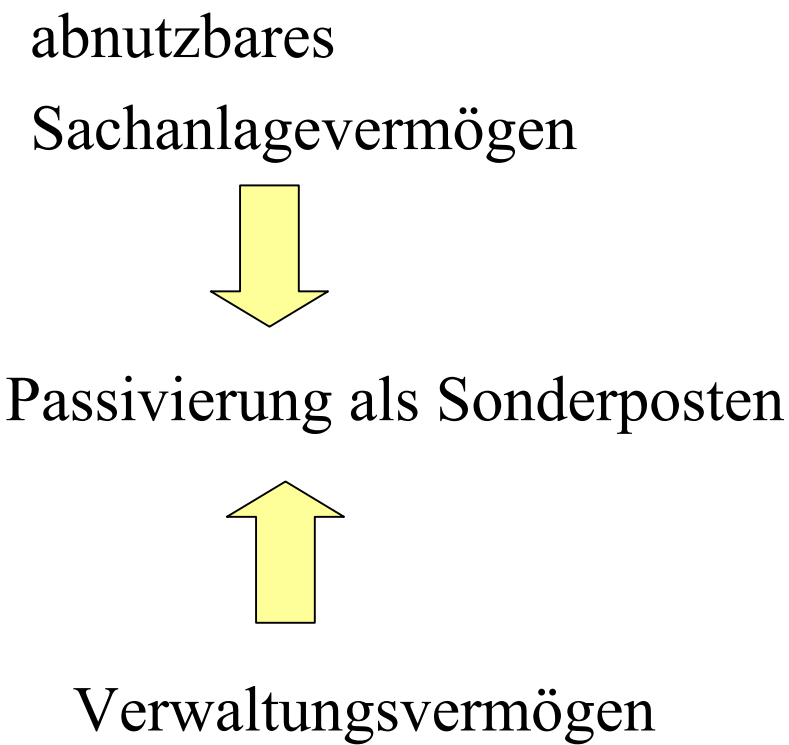 abnutzbares
Sachanlagevermögen
Passivierung als Sonderposten
Verwaltungsvermögen